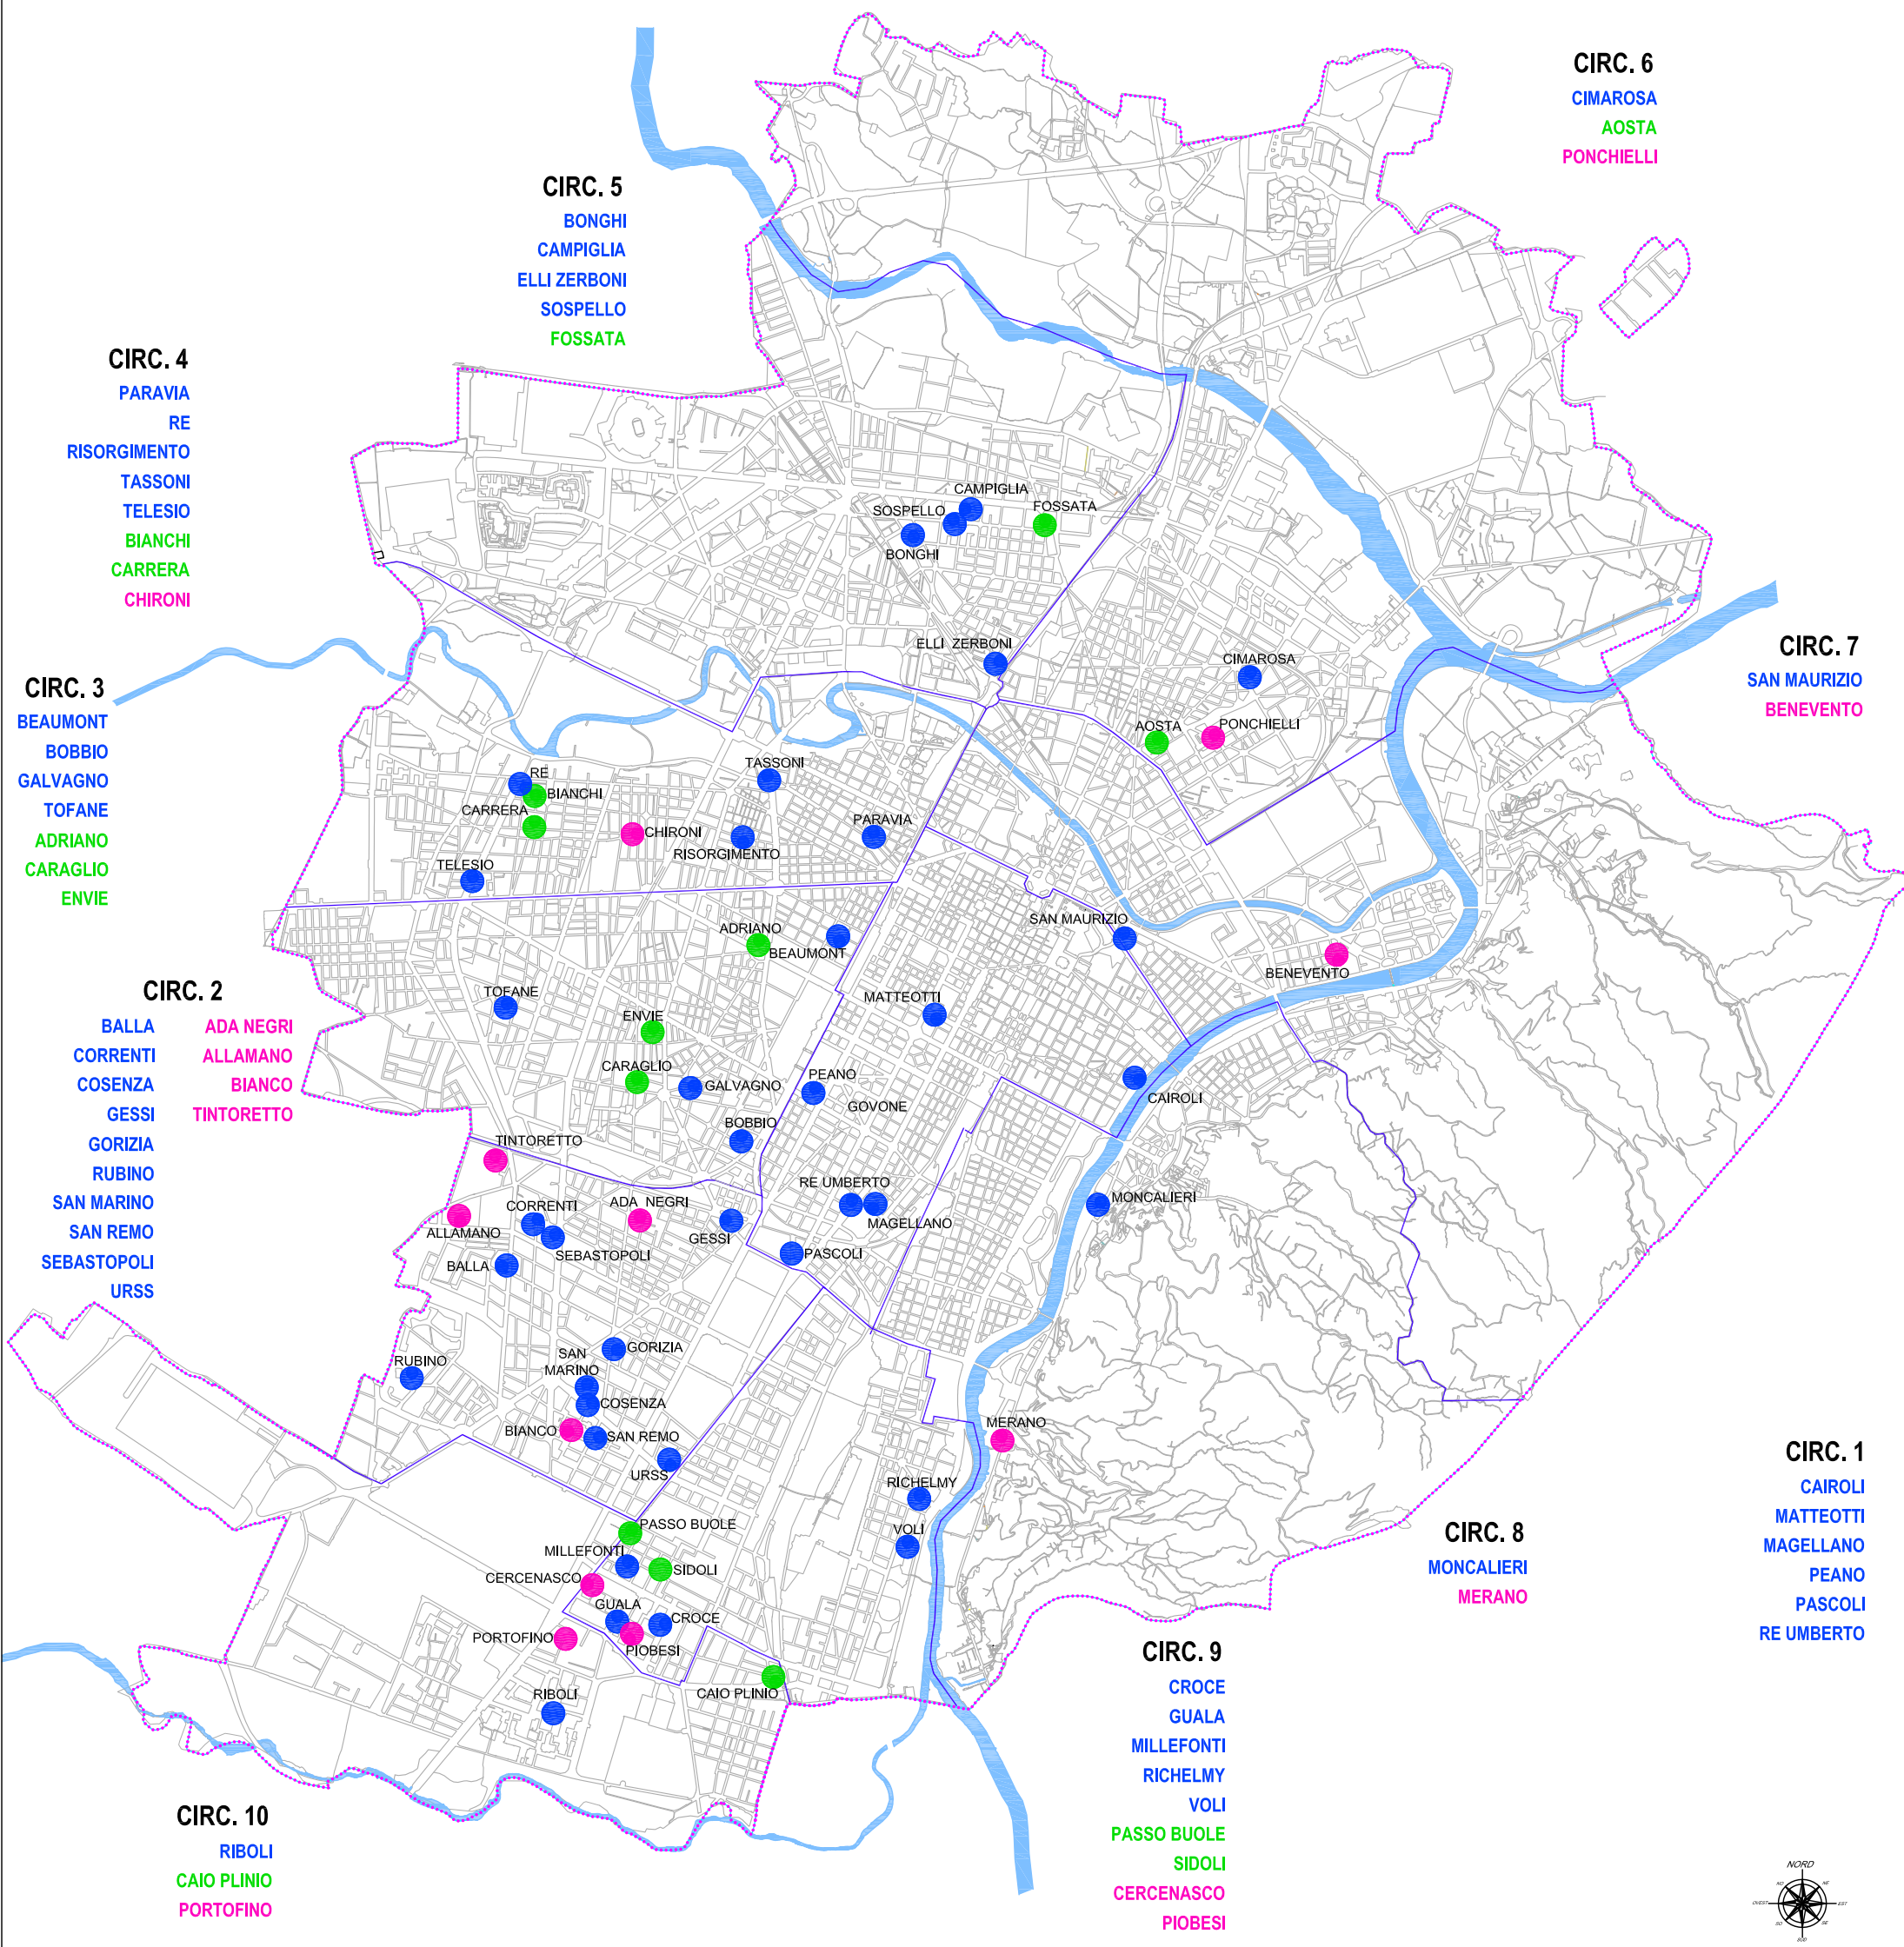 CIRC. 6
CIMAROSA
AOSTA
PONCHIELLI
CIRC. 5
BONGHI
CAMPIGLIA
ELLI ZERBONI
SOSPELLO
FOSSATA
CIRC. 4
PARAVIA
RE
RISORGIMENTO
TASSONI
TELESIO
BIANCHI
CARRERA
CHIRONI
CIRC. 7
SAN MAURIZIO
BENEVENTO
CIRC. 3
BEAUMONT
BOBBIO
GALVAGNO
TOFANE
ADRIANO
CARAGLIO
ENVIE
CIRC. 2
BALLA ADA NEGRI
CORRENTI ALLAMANO
COSENZA BIANCO
GESSI TINTORETTO
GORIZIA
RUBINO
SAN MARINO
SAN REMO
SEBASTOPOLI
URSS
CAMPIGLIA
SOSPELLO
FOSSATA
BONGHI
ELLI ZERBONI
CIMAROSA
AOSTA
PONCHIELLI
TASSONI
RE
BIANCHI
CARRERA
CHIRONI
PARAVIA
RISORGIMENTO
TELESIO
SAN MAURIZIO
ADRIANO
BEAUMONT
BENEVENTO
TOFANE
MATTEOTTI
ENVIE
CARAGLIO
GALVAGNO
PEANO
GOVONE
CAIROLI
BOBBIO
TINTORETTO
RE UMBERTO
MAGELLANO
MONCALIERI
CORRENTI
ADA NEGRI
ALLAMANO
GESSI
SEBASTOPOLI
PASCOLI
BALLA
GORIZIA
SAN
MARINO
RUBINO
COSENZA
BIANCO
SAN REMO
MERANO
URSS
RICHELMY
PASSO BUOLE
VOLI
MILLEFONTI
SIDOLI
CERCENASCO
GUALA
CROCE
PORTOFINO
PIOBESI
RIBOLI
CAIO PLINIO
CIRC. 1
CAIROLI
MATTEOTTI
MAGELLANO
PEANO
PASCOLI
RE UMBERTO
CIRC. 8
MONCALIERI
MERANO
CIRC. 9
CROCE
GUALA
MILLEFONTI
RICHELMY
VOLI
PASSO BUOLE
SIDOLI
CERCENASCO
PIOBESI
CIRC. 10
RIBOLI
CAIO PLINIO
PORTOFINO
NORD
NO NE
OVEST EST
SO SE
SUD